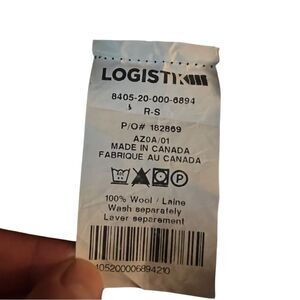 LOGISTIK
8405-20-000-6894
R-S
P/O# 182869
AZ0A/01
MADE IN CANADA
FABRIQUE AU CANADA
100% Wool / Laine
Wash separately
Laver separement
105200006894210